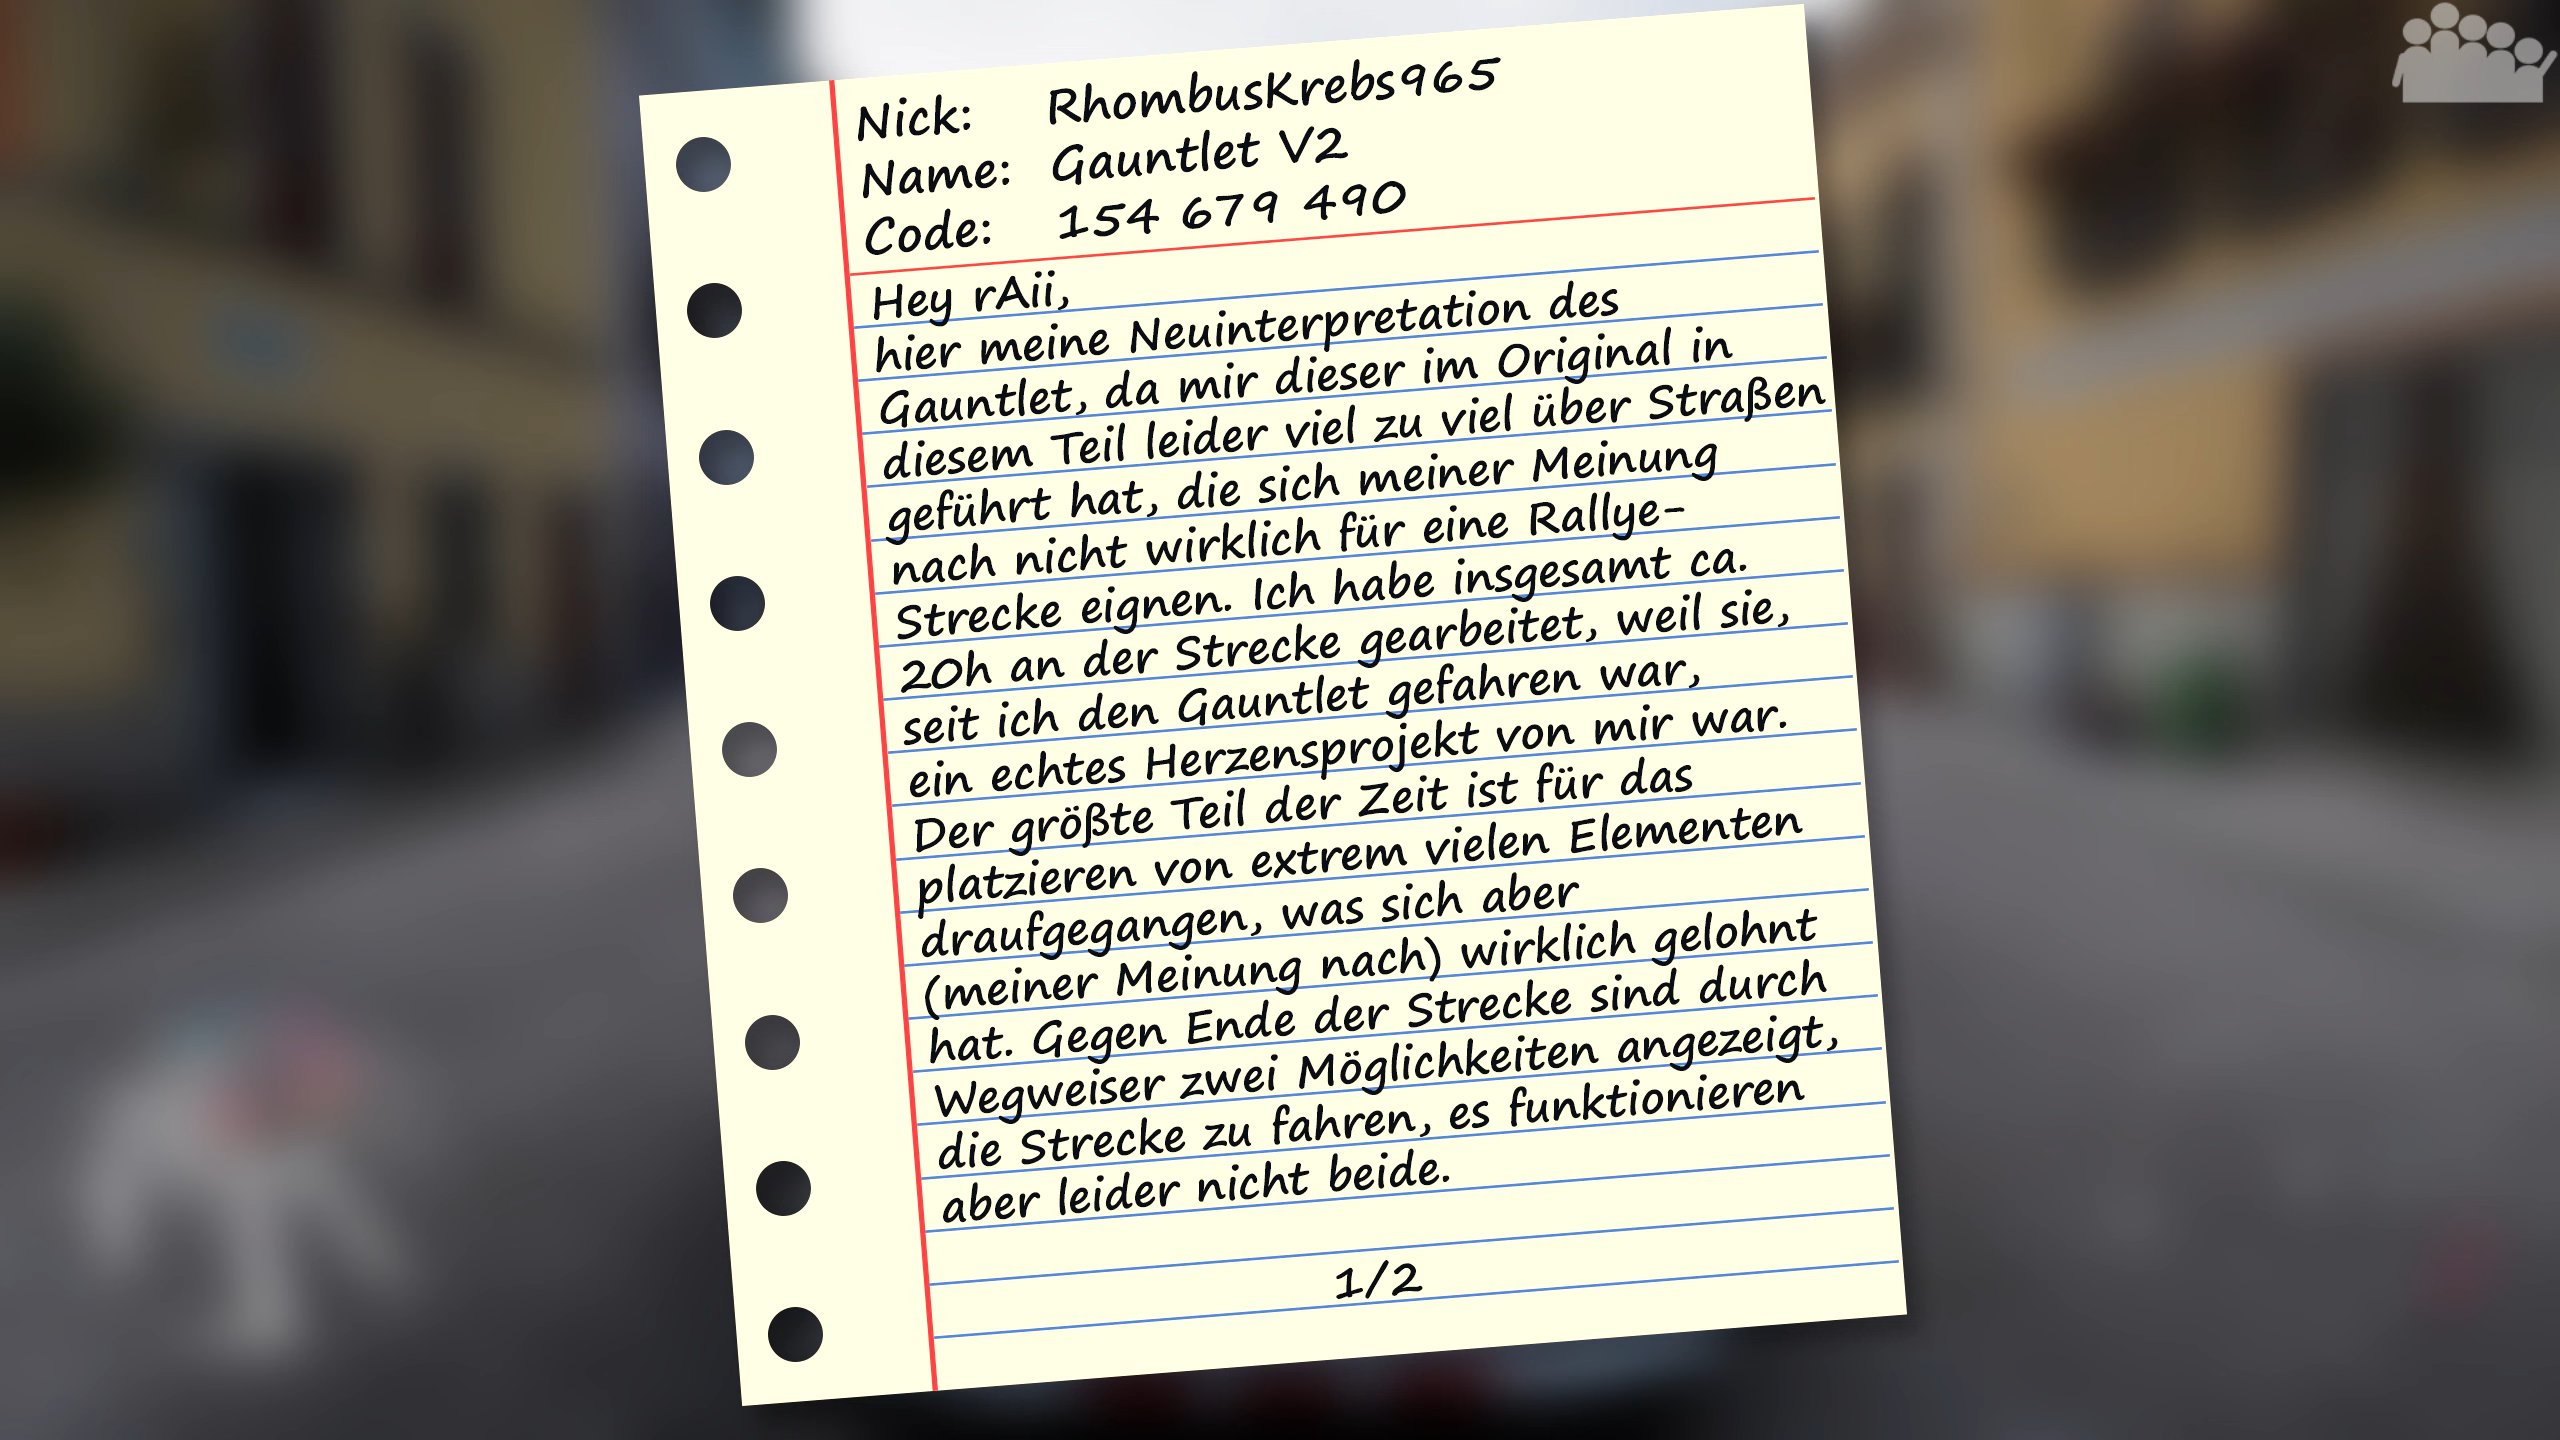 Nick: RhombusKrebs965
Name: Gauntlet V2
Code: 154 679 490
Hey rAii,
hier meine Neuinterpretation des
Gauntlet, da mir dieser im Original in
diesem Teil leider viel zu viel über Straßen
geführt hat, die sich meiner Meinung
nach nicht wirklich für eine Rallye-
Strecke eignen. Ich habe insgesamt ca.
20h an der Strecke gearbeitet, weil sie,
seit ich den Gauntlet gefahren war,
ein echtes Herzensprojekt von mir war.
Der größte Teil der Zeit ist für das
platzieren von extrem vielen Elementen
draufgegangen, was sich aber
(meiner Meinung nach) wirklich gelohnt
hat. Gegen Ende der Strecke sind durch
Wegweiser zwei Möglichkeiten angezeigt,
die Strecke zu fahren, es funktionieren
aber leider nicht beide.
1/2